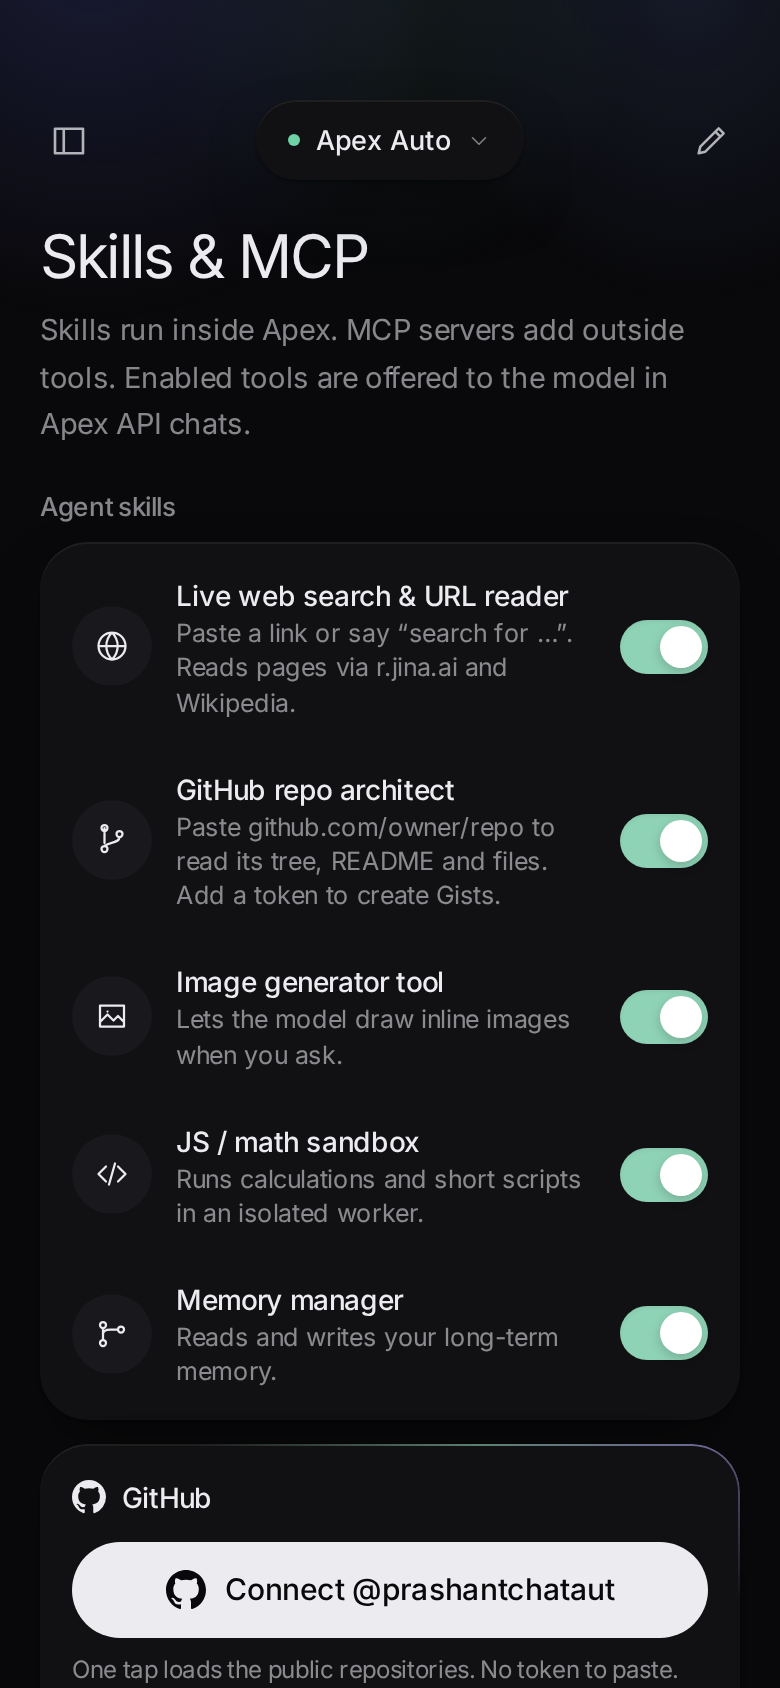 Apex Auto
Skills & MCP
Skills run inside Apex. MCP servers add outside
tools. Enabled tools are offered to the model in
Apex API chats.
Agent skills
Live web search & URL reader
Paste a link or say “search for ...”.
Reads pages via r.jina.ai and
Wikipedia.
GitHub repo architect
Paste github.com/owner/repo to
read its tree, README and files.
Add a token to create Gists.
Image generator tool
Lets the model draw inline images
when you ask.
JS / math sandbox
Runs calculations and short scripts
in an isolated worker.
Memory manager
Reads and writes your long-term
memory.
GitHub
Connect @prashantchataut
One tap loads the public repositories. No token to paste.